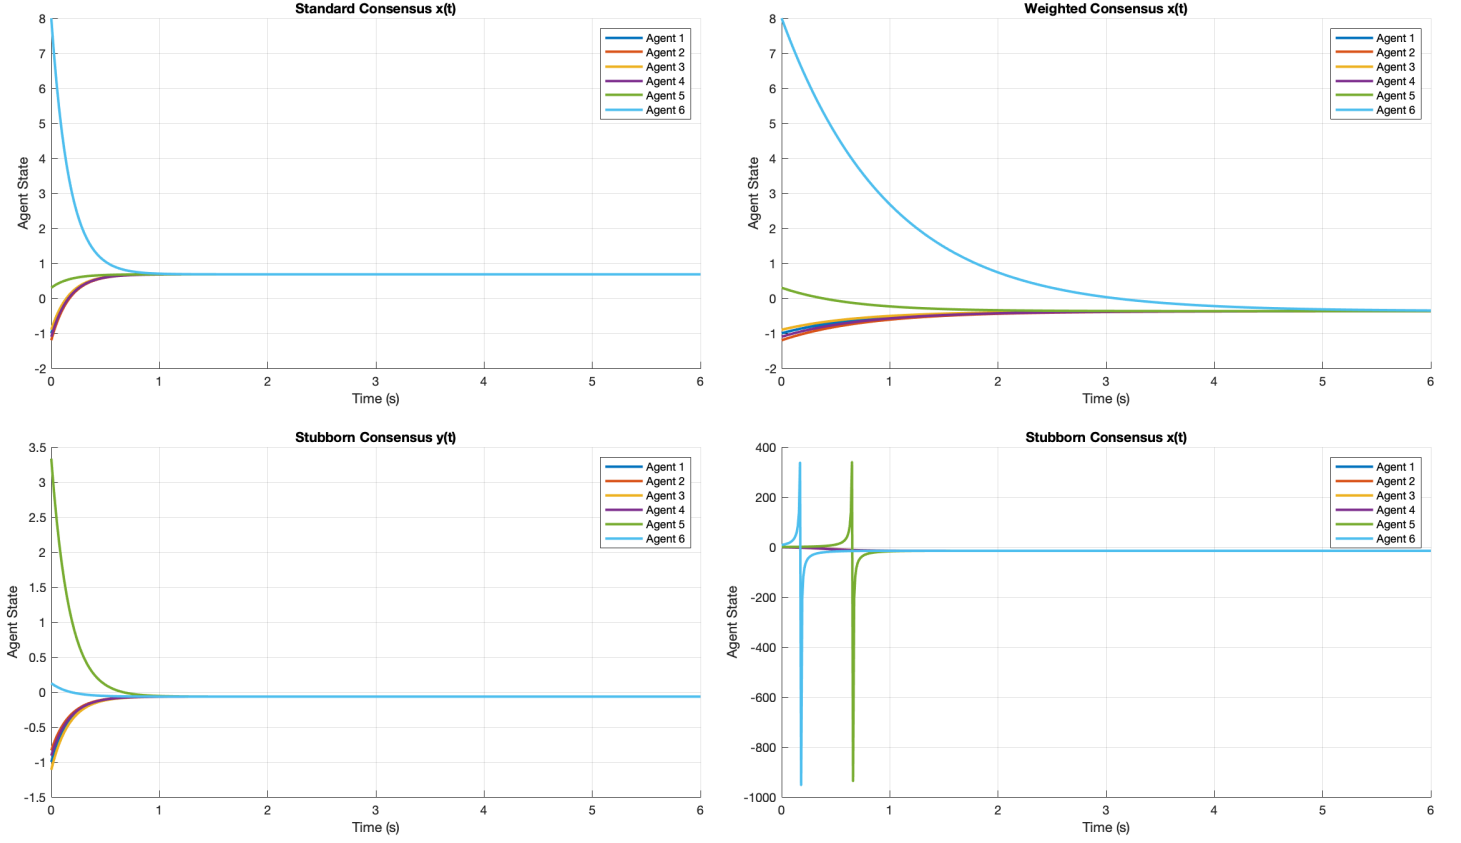 Standard Consensus x(t)
8
7
6
5
4
3
2
1
0
-1
-2
Agent State
0 1 2 3 4 5 6
Time (s)
Agent 1
Agent 2
Agent 3
Agent 4
Agent 5
Agent 6
Weighted Consensus x(t)
8
7
6
5
4
3
2
1
0
-1
-2
Agent State
0 1 2 3 4 5 6
Time (s)
Agent 1
Agent 2
Agent 3
Agent 4
Agent 5
Agent 6
Stubborn Consensus y(t)
3.5
3
2.5
2
1.5
1
0.5
0
-0.5
-1
-1.5
Agent State
0 1 2 3 4 5 6
Time (s)
Agent 1
Agent 2
Agent 3
Agent 4
Agent 5
Agent 6
Stubborn Consensus x(t)
400
200
0
-200
-400
-600
-800
-1000
Agent State
0 1 2 3 4 5 6
Time (s)
Agent 1
Agent 2
Agent 3
Agent 4
Agent 5
Agent 6